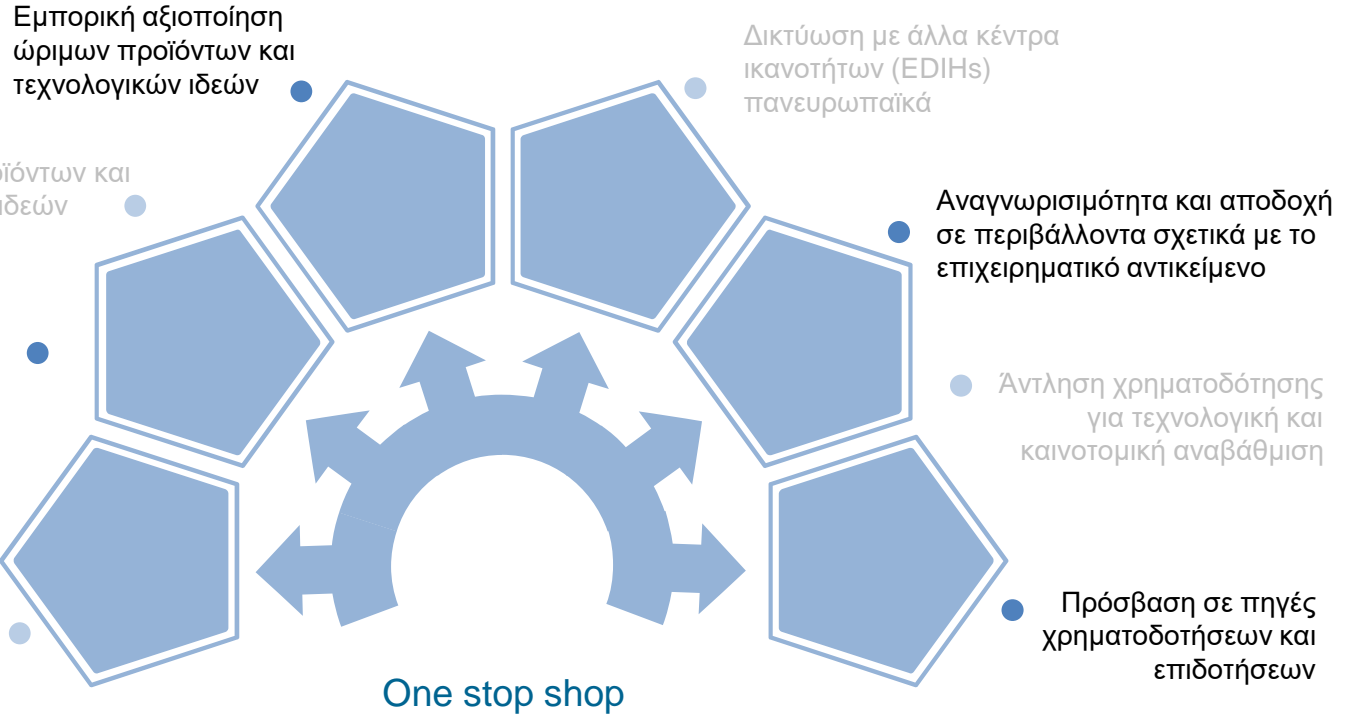 Εμπορική αξιοποίηση
ώριμων προϊόντων και
τεχνολογικών ιδεών
Δικτύωση με άλλα κέντρα
ικανοτήτων (EDIHs)
πανευρωπαϊκά
και
Αναγνωρισιμότητα και αποδοχή
σε περιβάλλοντα σχετικά με το
επιχειρηματικό αντικείμενο
Άντληση χρηματοδότησης
για τεχνολογική και
καινοτομική αναβάθμιση
Πρόσβαση σε πηγές
χρηματοδοτήσεων και
επιδοτήσεων
One stop shop